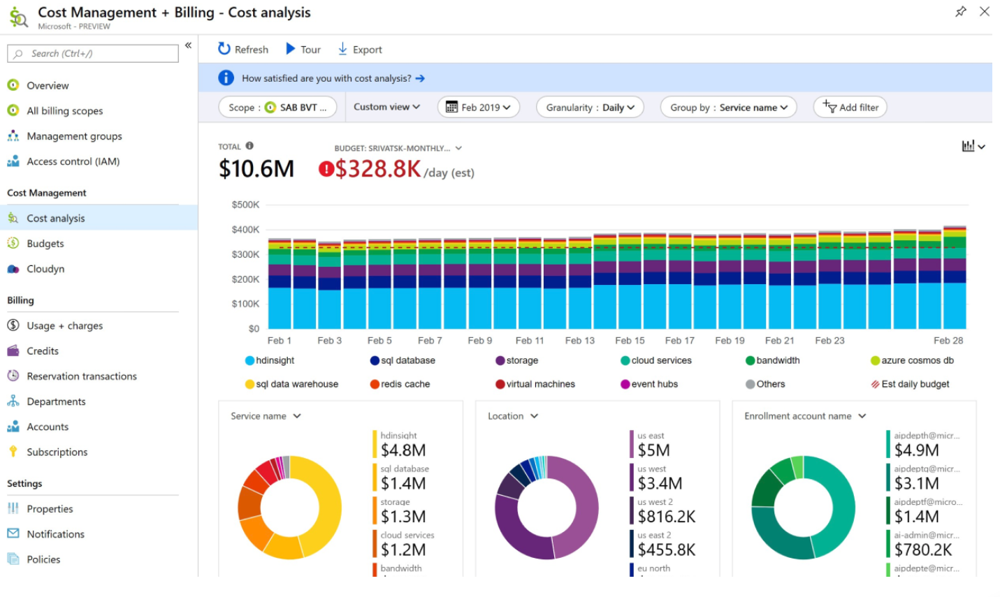 Cost Management + Billing - Cost analysis
Microsoft - PREVIEW
Search (Ctrl+/)
«
Overview
All billing scopes
Management groups
Access control (IAM)
Cost Management
Cost analysis
Budgets
Cloudyn
Billing
Usage + charges
Credits
Reservation transactions
Departments
Accounts
Subscriptions
Settings
Properties
Notifications
Policies
Refresh Tour Export
How satisfied are you with cost analysis? →
Scope : SAB BVT ... Custom view Feb 2019 Granularity : Daily Group by : Service name Add filter
TOTAL BUDGET: SRIVATSK-MONTHLY...
$10.6M $328.8K /day (est)
$500K
$400K
$300K
$200K
$100K
$0
Feb 1 Feb 3 Feb 5 Feb 7 Feb 9 Feb 11 Feb 13 Feb 15 Feb 17 Feb 19 Feb 21 Feb 23 Feb 28
hdinsight sql database storage cloud services bandwidth azure cosmos db
sql data warehouse redis cache virtual machines event hubs Others Est daily budget
Service name
hdinsight
$4.8M
sql database
$1.4M
storage
$1.3M
cloud services
$1.2M
bandwidth
Location
us east
$5M
us west
$3.4M
us west 2
$816.2K
us east 2
$455.8K
eu north
Enrollment account name
aipdepth@micr...
$4.9M
aipdeptg@micr...
$3.1M
aipdeptf@micro...
$1.4M
ai-admin@micr...
$780.2K
aipdepte@micr...